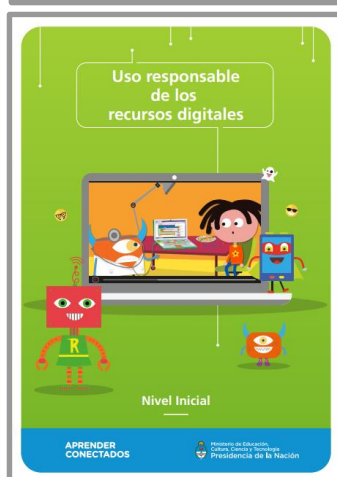 Uso responsable
de los
recursos digitales
R
Nivel Inicial
APRENDER
CONECTADOS
Ministerio de Educación,
Cultura, Ciencia y Tecnología
Presidencia de la Nación